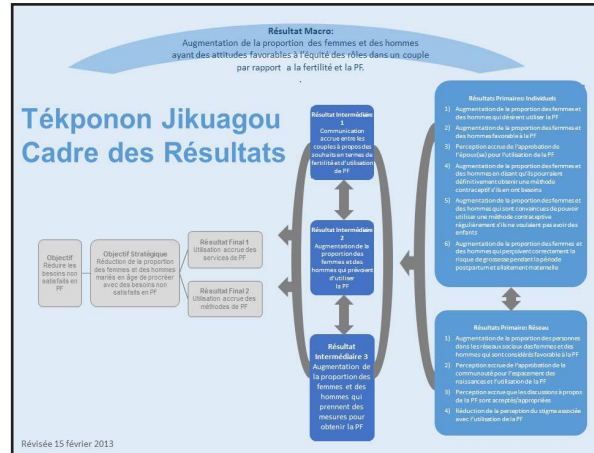 Résultat Macro:
Augmentation de la proportion des femmes et des hommes
ayant des attitudes favorables à l'équité des rôles dans un couple
par rapport a la fertilité et la PF.
.
Tékponon Jikuagou
Cadre des Résultats
Objectif
Réduire les
besoins non
satisfaits en
PF
Objectif Stratégique
Réduction de la proportion
des femmes et des hommes
mariés en âge de procréer
avec des besoins non
satisfaits en PF
Résultat Final 1
Utilisation accrue des
services de PF
Résultat Final 2
Utilisation accrue des
méthodes de PF
Résultat Intermédiaire
1
Communication
accrue entre les
couples à propos des
souhaits en termes de
fertilité et d'utilisation
de PF
Résultat Intermédiaire
2
Augmentation de la
proportion des
femmes et des
hommes qui prévoient
d'utiliser
la PF
Résultat
Intermédiaire 3
Augmentation de
la proportion des
femmes et des
hommes qui
prennent des
mesures pour
obtenir la PF
Résultats Primaires: Individuels
1) Augmentation de la proportion des femmes et
des hommes qui désirent utiliser la PF
2) Augmentation de la proportion des femmes et
des hommes favorable à la PF
3) Perception accrue de l'approbation de
l'époux(se) pour l'utilisation de la PF
4) Augmentation de la proportion des femmes et
des hommes en disant qu'ils pourraient
définitivement obtenir une méthode
contraceptif s'ils en ont besoins
5) Augmentation de la proportion des femmes et
des hommes qui sont convaincues de pouvoir
utiliser une méthode contraceptive
régulièrement s'ils ne voulaient pas avoir des
enfants
6) Augmentation de la proportion des femmes et
des hommes qui perçoivent correctement la
risque de grossesse pendant la période
postpartum et allaitement maternelle
Résultats Primaire: Réseau
1) Augmentation de la proportion des personnes
dans les réseaux sociaux des femmes et des
hommes qui sont considérés favorable à la PF
2) Perception accrue de l'approbation de la
communauté pour l'espacement des
naissances et l'utilisation de la PF
3) Perception accrue que les discussions à propos
de la PF sont acceptés/appropriées
4) Réduction de la perception du stigme associée
avec l'utilisation de la PF
Révisée 15 février 2013